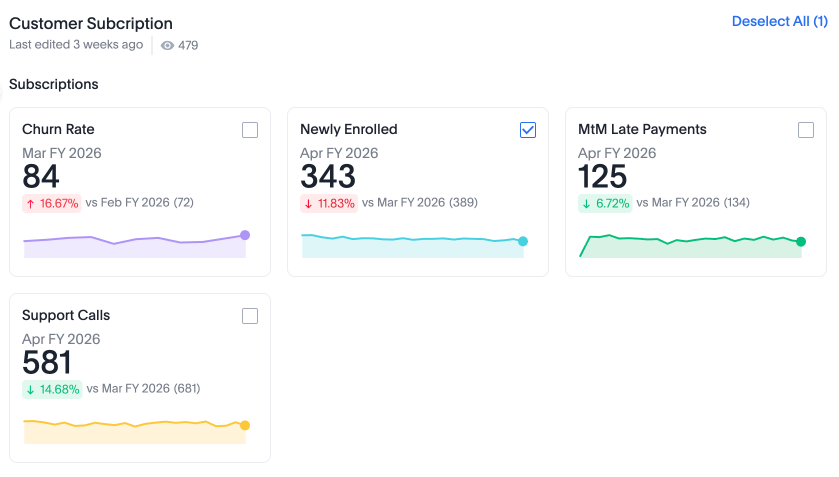 Customer Subcription
Deselect All (1)
Last edited 3 weeks ago
479
Subscriptions
Churn Rate
Mar FY 2026
84
↑ 16.67% vs Feb FY 2026 (72)
Newly Enrolled
Apr FY 2026
343
↓ 11.83% vs Mar FY 2026 (389)
MtM Late Payments
Apr FY 2026
125
↓ 6.72% vs Mar FY 2026 (134)
Support Calls
Apr FY 2026
581
↓ 14.68% vs Mar FY 2026 (681)